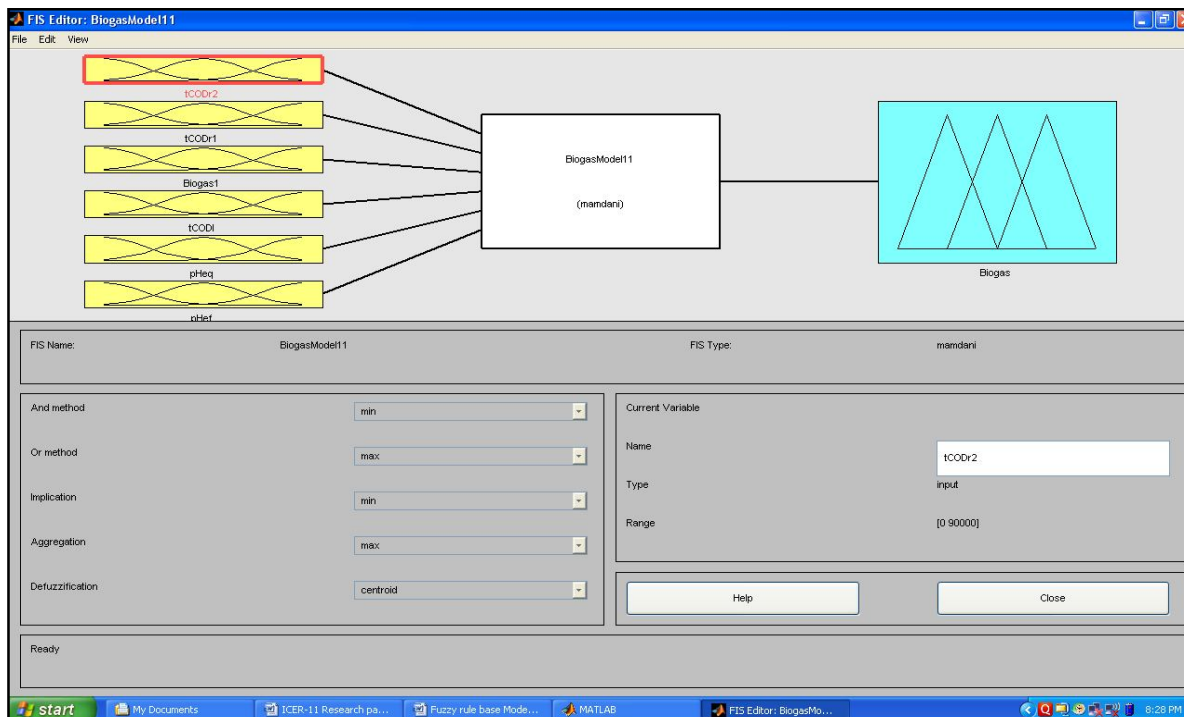 FIS Editor: BiogasModel11
File Edit View
tCODr2
tCODr1
Biogas1
tCODl
pHeq
pHef
BiogasModel11
(mamdani)
Biogas
FIS Name: BiogasModel11 FIS Type: mamdani
And method min
Or method max
Implication min
Aggregation max
Defuzzification centroid
Current Variable
Name tCODr2
Type input
Range [0 90000]
Help Close
Ready
start My Documents ICER-11 Research pa... Fuzzy rule base Mode... MATLAB FIS Editor: BiogasMo... 8:28 PM